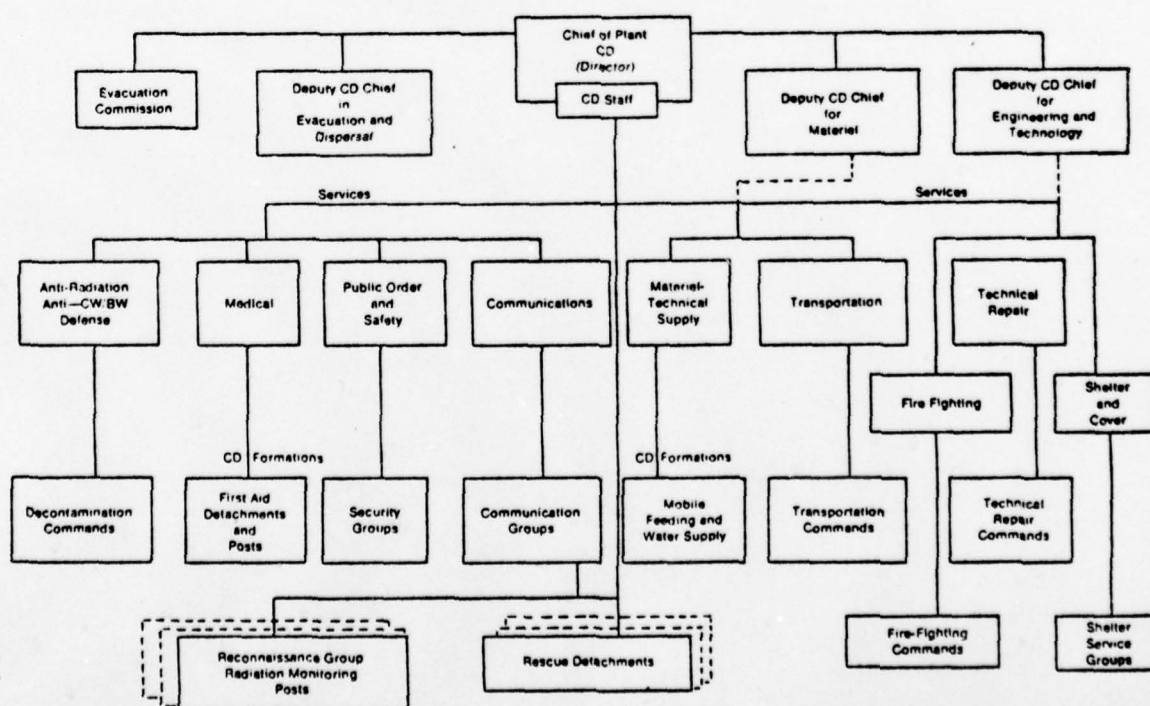 Chief of Plant
CD
(Director)
CD Staff
Evacuation
Commission
Deputy CD Chief
in
Evacuation and
Dispersal
Deputy CD Chief
for
Materiel
Deputy CD Chief
for
Engineering and
Technology
Services
Services
Anti-Radiation
Anti—CW/BW
Defense
Medical
Public Order
and
Safety
Communications
Materiel-
Technical
Supply
Transportation
Technical
Repair
Fire Fighting
Shelter
and
Cover
CD Formations
CD Formations
Decontamination
Commands
First Aid
Detachments
and
Posts
Security
Groups
Communication
Groups
Mobile
Feeding and
Water Supply
Transportation
Commands
Technical
Repair
Commands
Reconnaissance Group
Radiation Monitoring
Posts
Rescue Detachments
Fire-Fighting
Commands
Shelter
Service
Groups